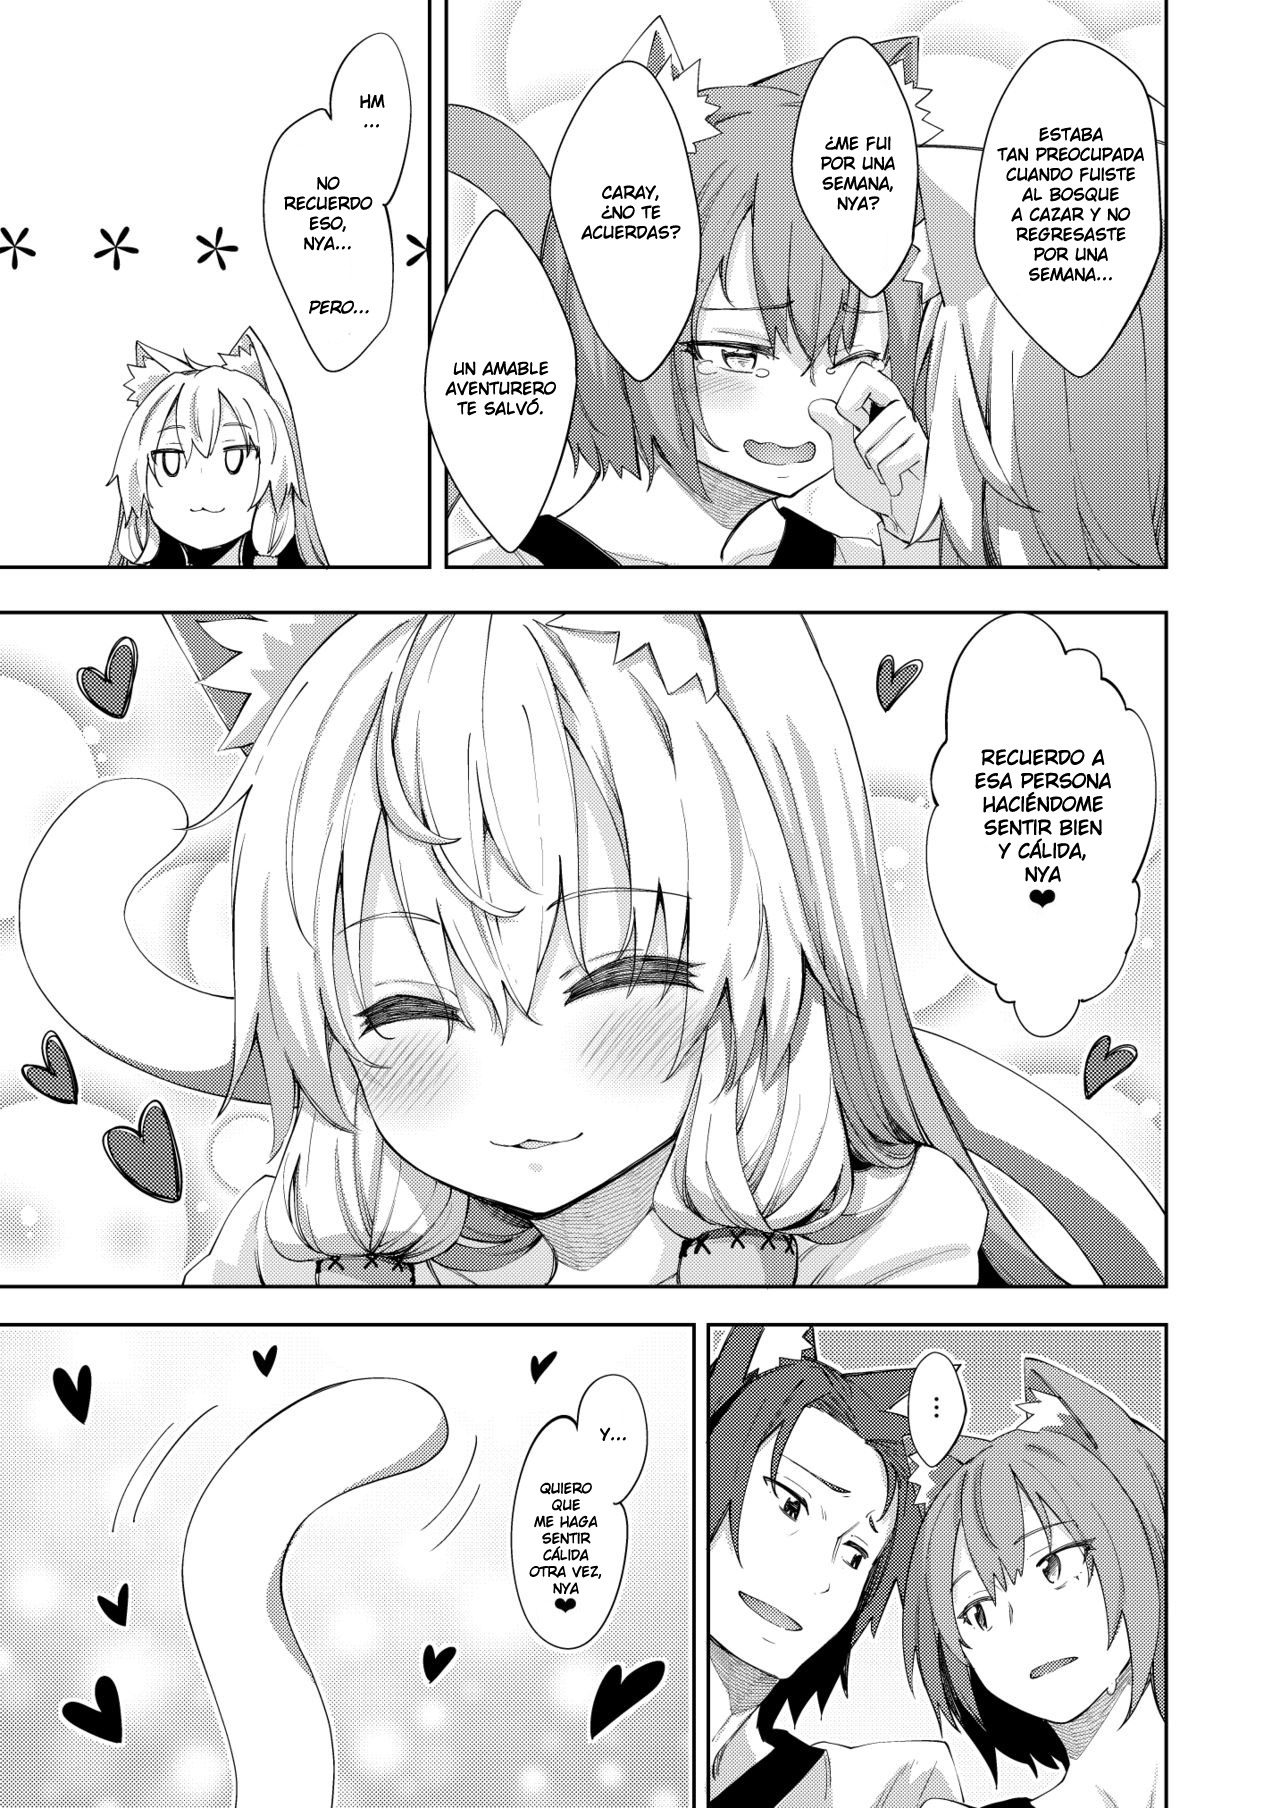 ESTABA
TAN PREOCUPADA
CUANDO FUISTE
AL BOSQUE
A CAZAR Y NO
REGRESASTE
POR UNA
SEMANA...
¿ME FUI
POR UNA
SEMANA,
NYA?
CARAY,
¿NO TE
ACUERDAS?
UN AMABLE
AVENTURERO
TE SALVÓ.
HM
...
NO
RECUERDO
ESO,
NYA...
PERO...
RECUERDO A
ESA PERSONA
HACIÉNDOME
SENTIR BIEN
Y CÁLIDA,
NYA
❤
...
Y...
QUIERO
QUE
ME HAGA
SENTIR
CÁLIDA
OTRA VEZ,
NYA
❤